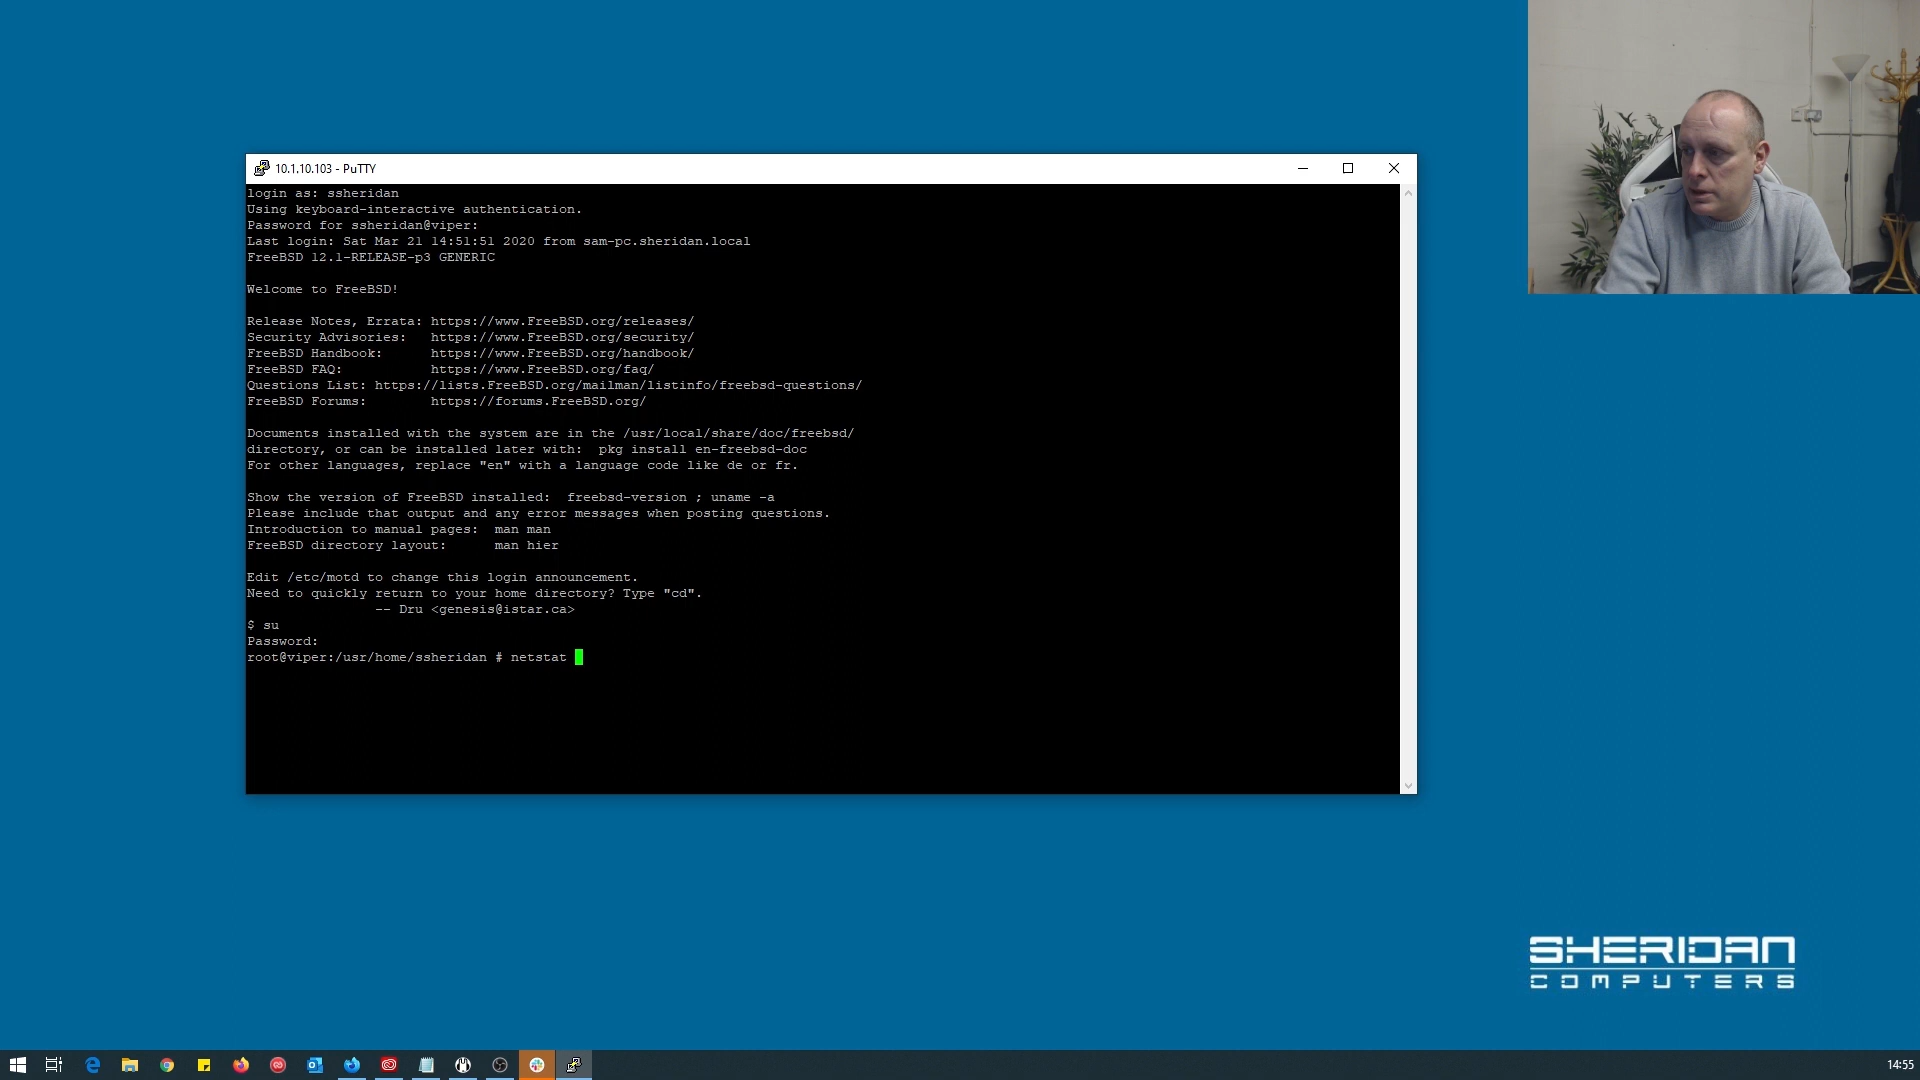 10.1.10.103 - PuTTY
login as: ssheridan
Using keyboard-interactive authentication.
Password for ssheridan@viper:
Last login: Sat Mar 21 14:51:51 2020 from sam-pc.sheridan.local
FreeBSD 12.1-RELEASE-p3 GENERIC
Welcome to FreeBSD!
Release Notes, Errata: https://www.FreeBSD.org/releases/
Security Advisories:   https://www.FreeBSD.org/security/
FreeBSD Handbook:      https://www.FreeBSD.org/handbook/
FreeBSD FAQ:           https://www.FreeBSD.org/faq/
Questions List: https://lists.FreeBSD.org/mailman/listinfo/freebsd-questions/
FreeBSD Forums:        https://forums.FreeBSD.org/
Documents installed with the system are in the /usr/local/share/doc/freebsd/
directory, or can be installed later with:  pkg install en-freebsd-doc
For other languages, replace "en" with a language code like de or fr.
Show the version of FreeBSD installed:  freebsd-version ; uname -a
Please include that output and any error messages when posting questions.
Introduction to manual pages:  man man
FreeBSD directory layout:      man hier
Edit /etc/motd to change this login announcement.
Need to quickly return to your home directory? Type "cd".
-- Dru <genesis@istar.ca>
$ su
Password:
root@viper:/usr/home/ssheridan # netstat
SHERIDAN
COMPUTERS
14:55